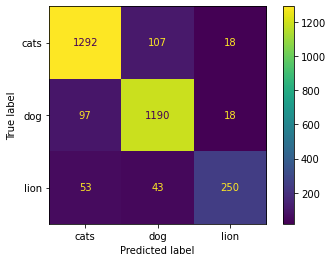 cats 1292 107 18
dog 97 1190 18
lion 53 43 250
cats dog lion
Predicted label
True label
1200
1000
800
600
400
200